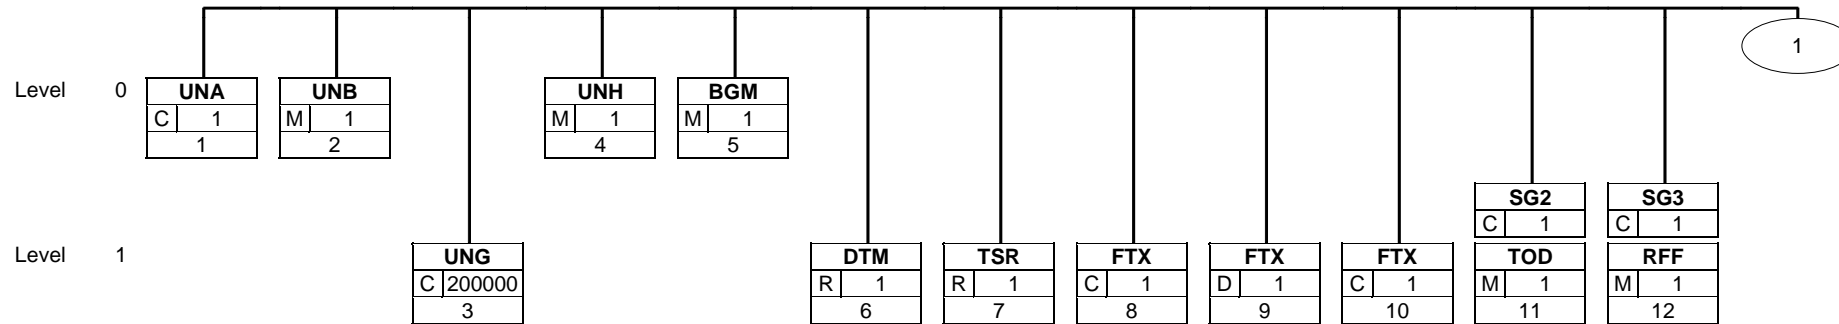 1
Level 0 UNA UNB UNH BGM
C 1 M 1 M 1 M 1
1 2 4 5
SG2 SG3
C 1 C 1
Level 1 UNG DTM TSR FTX FTX FTX TOD RFF
C 200000 R 1 R 1 C 1 D 1 C 1 M 1 M 1
3 6 7 8 9 10 11 12